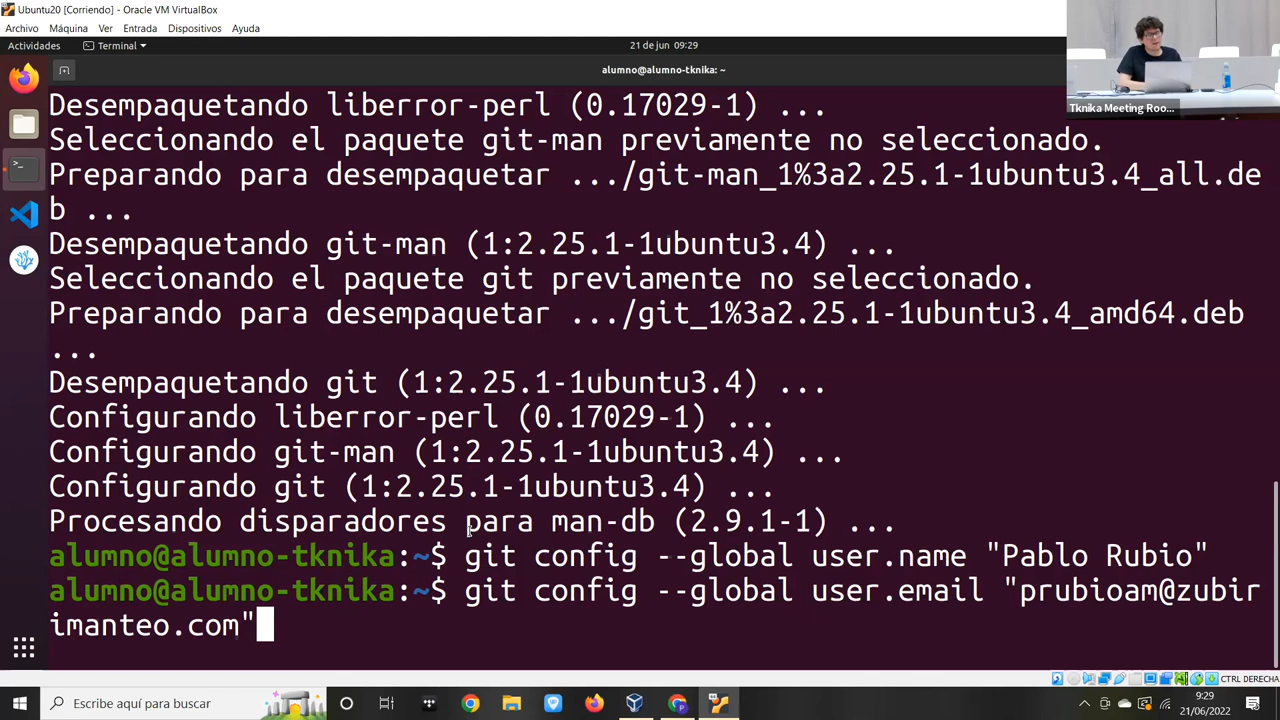 Ubuntu20 [Corriendo] - Oracle VM VirtualBox
Archivo Máquina Ver Entrada Dispositivos Ayuda
Actividades Terminal 21 de jun 09:29
alumno@alumno-tknika: ~
Tknika Meeting Roo...
Desempaquetando liberror-perl (0.17029-1) ...
Seleccionando el paquete git-man previamente no seleccionado.
Preparando para desempaquetar .../git-man_1%3a2.25.1-1ubuntu3.4_all.de
b ...
Desempaquetando git-man (1:2.25.1-1ubuntu3.4) ...
Seleccionando el paquete git previamente no seleccionado.
Preparando para desempaquetar .../git_1%3a2.25.1-1ubuntu3.4_amd64.deb
...
Desempaquetando git (1:2.25.1-1ubuntu3.4) ...
Configurando liberror-perl (0.17029-1) ...
Configurando git-man (1:2.25.1-1ubuntu3.4) ...
Configurando git (1:2.25.1-1ubuntu3.4) ...
Procesando disparadores para man-db (2.9.1-1) ...
alumno@alumno-tknika:~$ git config --global user.name "Pablo Rubio"
alumno@alumno-tknika:~$ git config --global user.email "prubioam@zubir
imanteo.com"
CTRL DERECHA
Escribe aquí para buscar
9:29
21/06/2022